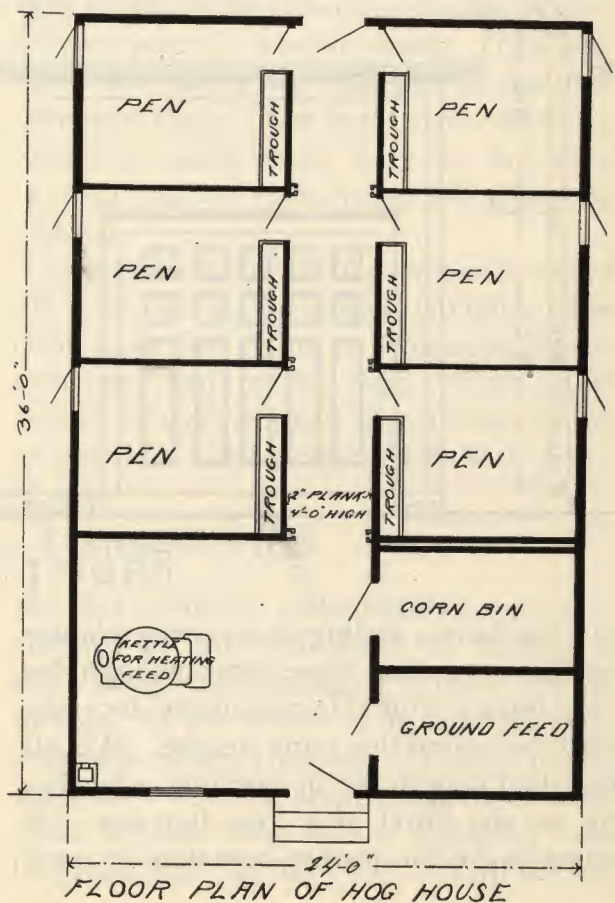 PEN
TROUGH
TROUGH
PEN
PEN
TROUGH
TROUGH
PEN
36'-0"
PEN
TROUGH
2" PLANK
4'-0" HIGH
TROUGH
PEN
KETTLE
FOR HEATING
FEED
CORN BIN
GROUND FEED
24'-0"
FLOOR PLAN OF HOG HOUSE